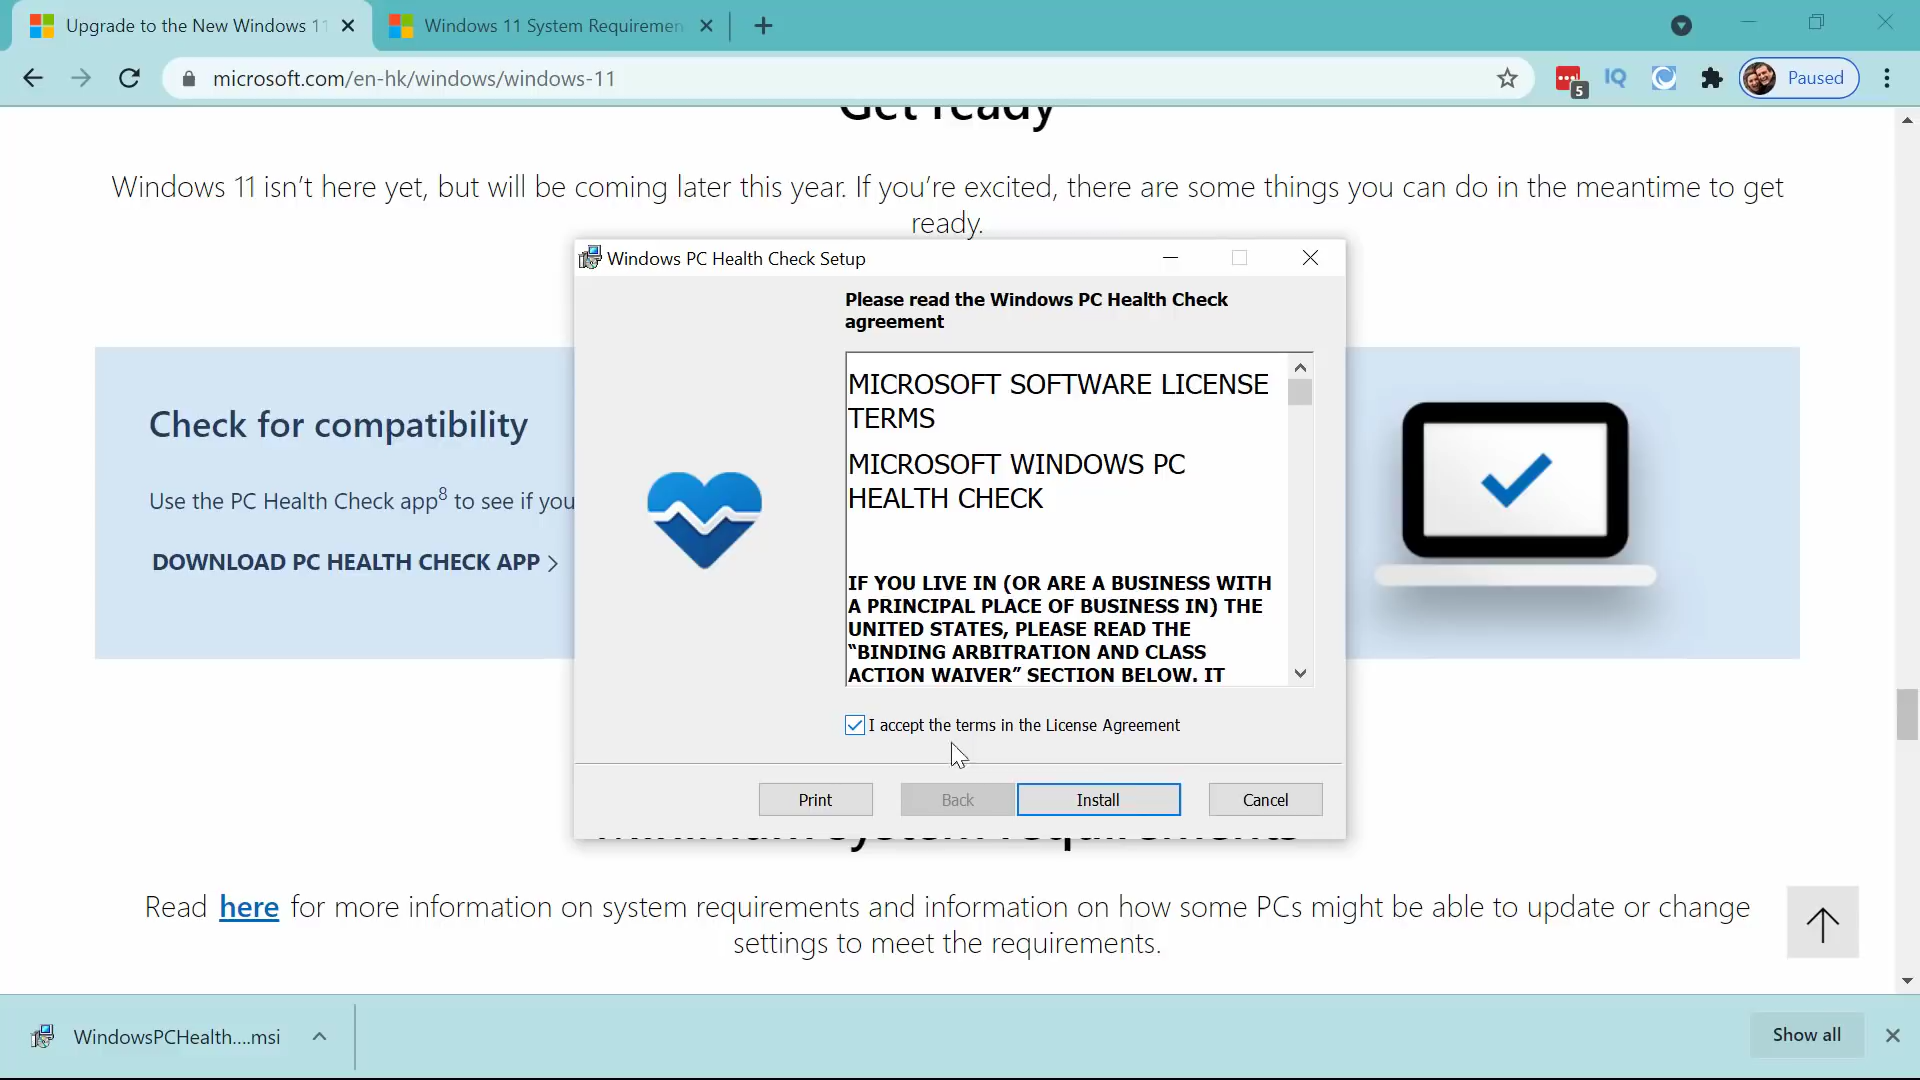 Upgrade to the New Windows 11
Windows 11 System Requiremen
microsoft.com/en-hk/windows/windows-11
5
IQ
Paused
Get ready
Windows 11 isn't here yet, but will be coming later this year. If you're excited, there are some things you can do in the meantime to get
ready.
Windows PC Health Check Setup
Please read the Windows PC Health Check
agreement
MICROSOFT SOFTWARE LICENSE
TERMS
MICROSOFT WINDOWS PC
HEALTH CHECK
IF YOU LIVE IN (OR ARE A BUSINESS WITH
A PRINCIPAL PLACE OF BUSINESS IN) THE
UNITED STATES, PLEASE READ THE
“BINDING ARBITRATION AND CLASS
ACTION WAIVER” SECTION BELOW. IT
I accept the terms in the License Agreement
Print
Back
Install
Cancel
Check for compatibility
Use the PC Health Check app8 to see if you
DOWNLOAD PC HEALTH CHECK APP >
Minimum system requirements
Read here for more information on system requirements and information on how some PCs might be able to update or change
settings to meet the requirements.
WindowsPCHealth....msi
Show all